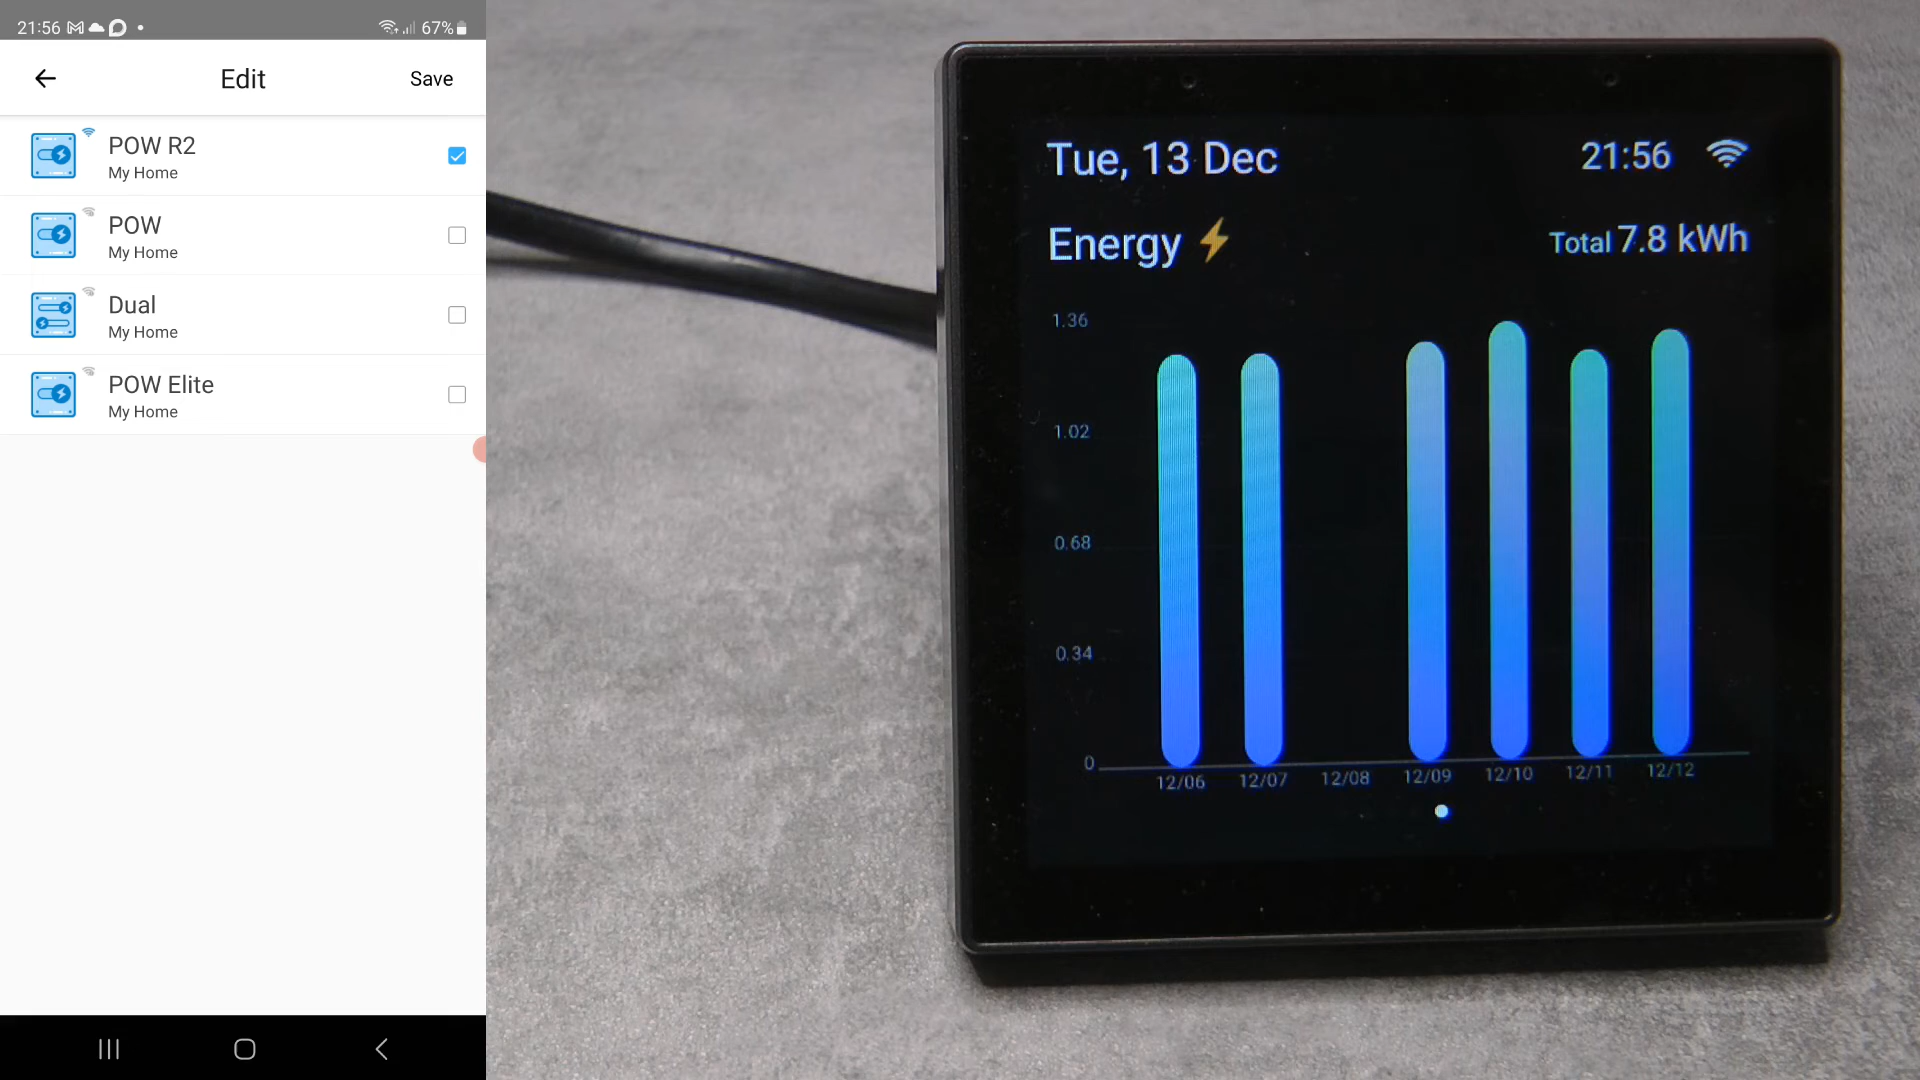 21:56 67%
Edit Save
POW R2
My Home
POW
My Home
Dual
My Home
POW Elite
My Home
Tue, 13 Dec 21:56
Energy Total 7.8 kWh
1.36
1.02
0.68
0.34
0
12/06 12/07 12/08 12/09 12/10 12/11 12/12